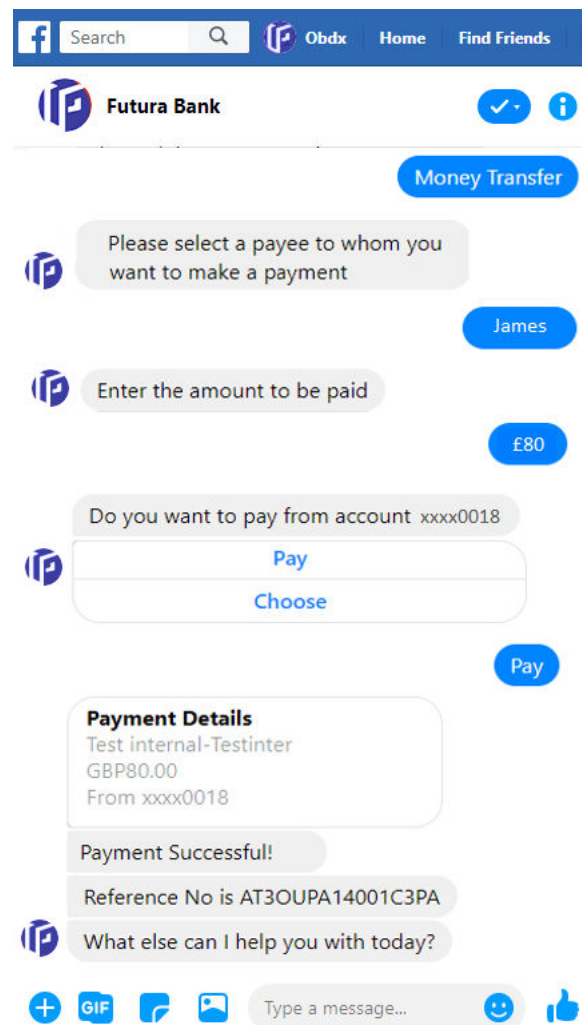 f Search Obdx Home Find Friends
Futura Bank
Money Transfer
Please select a payee to whom you
want to make a payment
James
Enter the amount to be paid
£80
Do you want to pay from account xxxx0018
Pay
Choose
Pay
Payment Details
Test internal-Testinter
GBP80.00
From xxxx0018
Payment Successful!
Reference No is AT3OUPA14001C3PA
What else can I help you with today?
GIF Type a message...